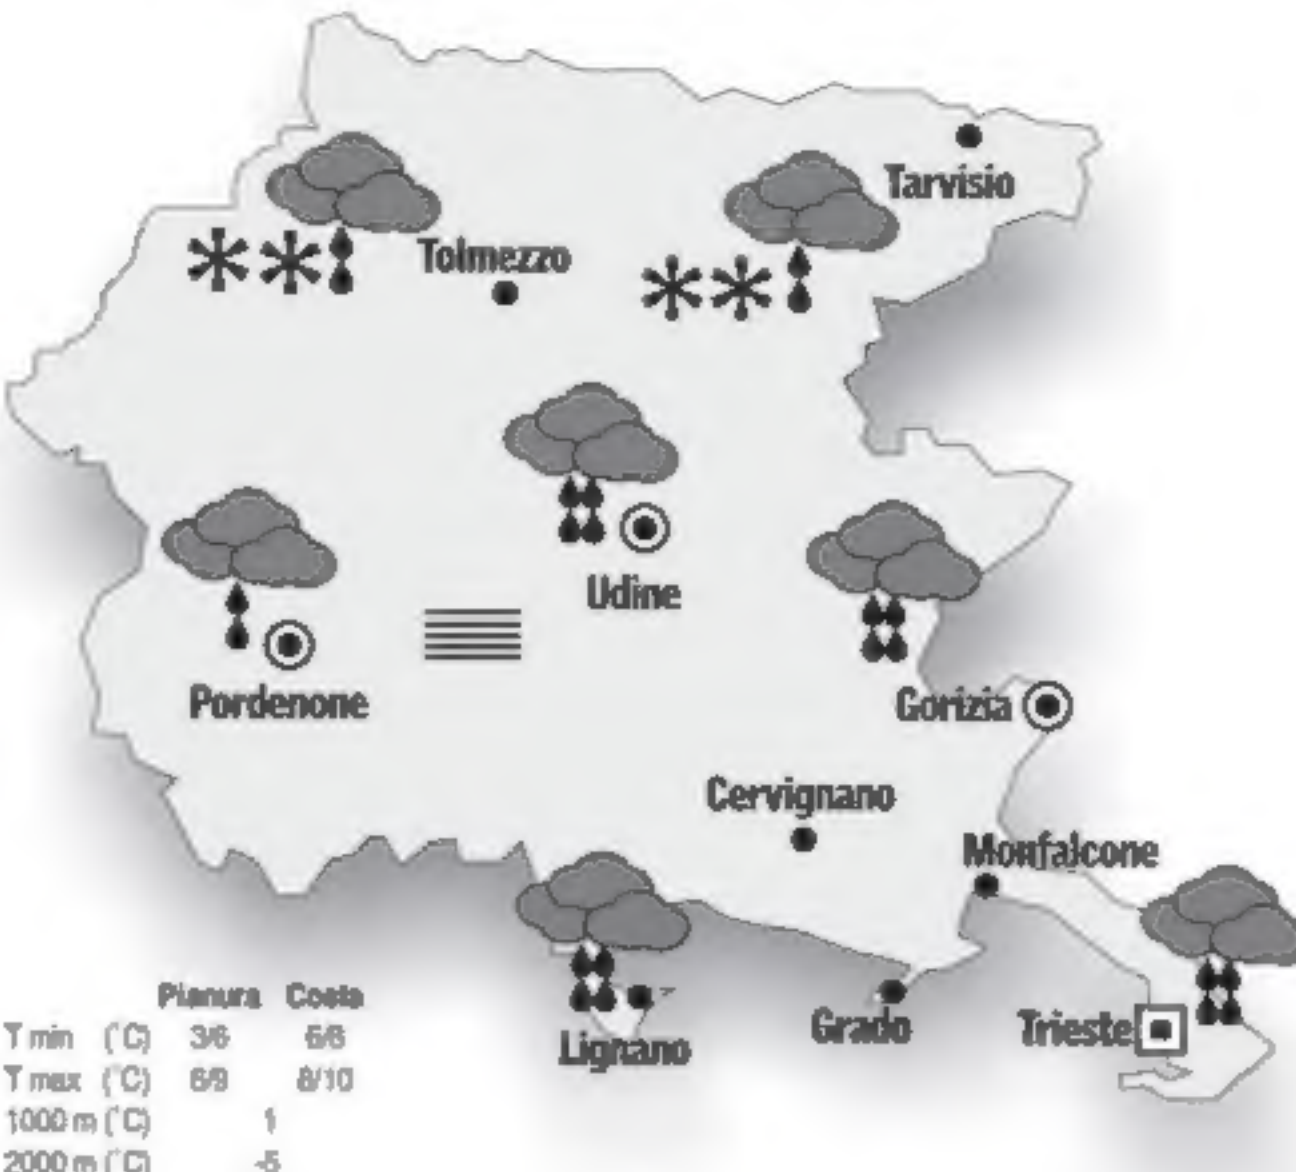 Tarvisio
Tolmezzo
Udine
Pordenone
Gorizia
Cervignano
Monfalcone
Grado
Trieste
Lignano
Pianura Costa
T min (°C) 3/6 6/8
T max (°C) 6/9 8/10
1000 m (°C) 1
2000 m (°C) -5